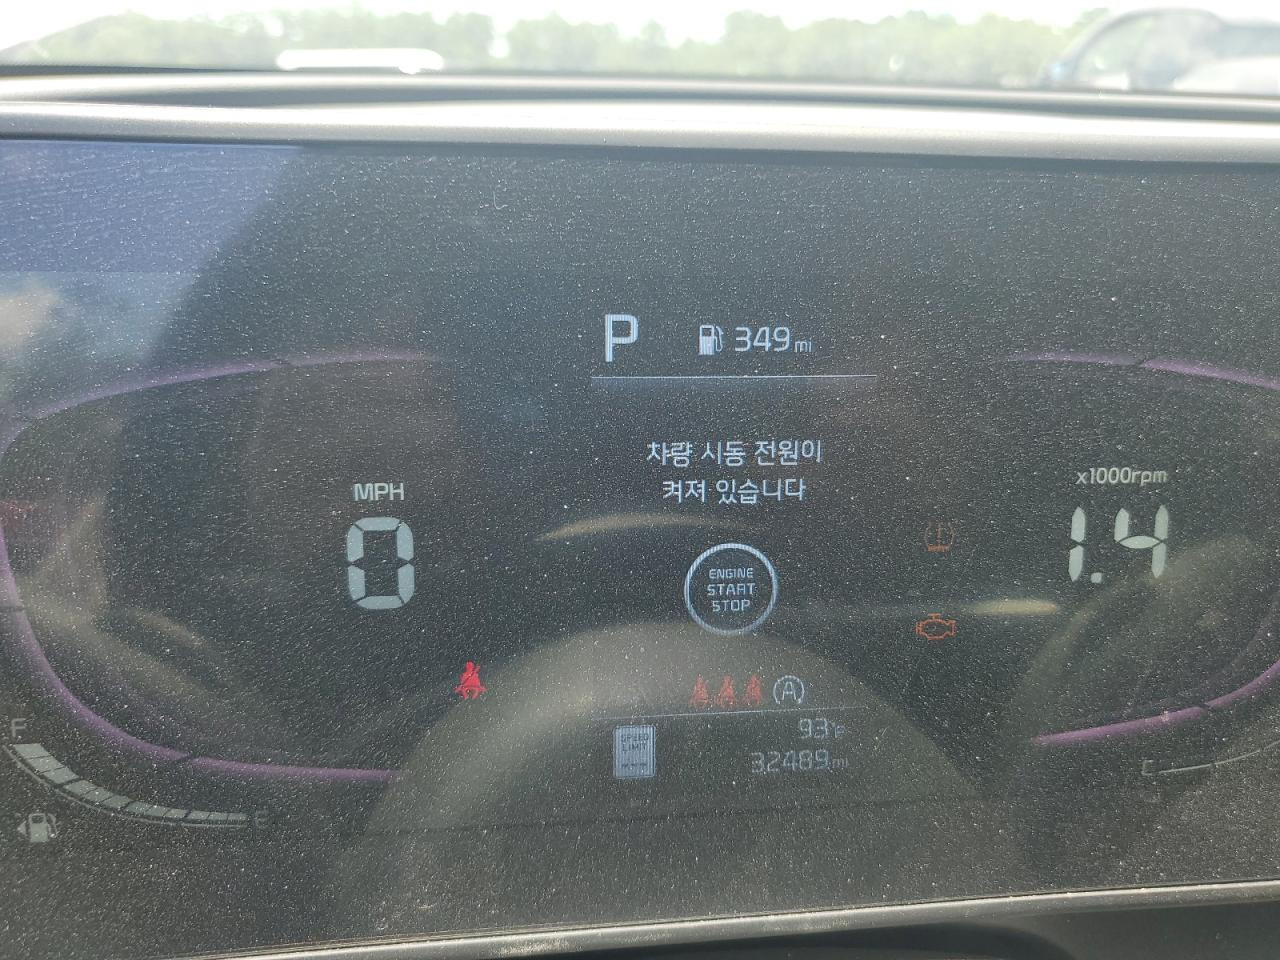 P 349 mi
차량 시동 전원이
켜져 있습니다
MPH
0
x1000rpm
1.4
ENGINE
START
STOP
A
SPEED
LIMIT
93°F
32489 mi
F
E
C